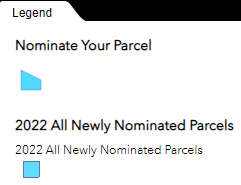 Legend
Nominate Your Parcel
2022 All Newly Nominated Parcels
2022 All Newly Nominated Parcels